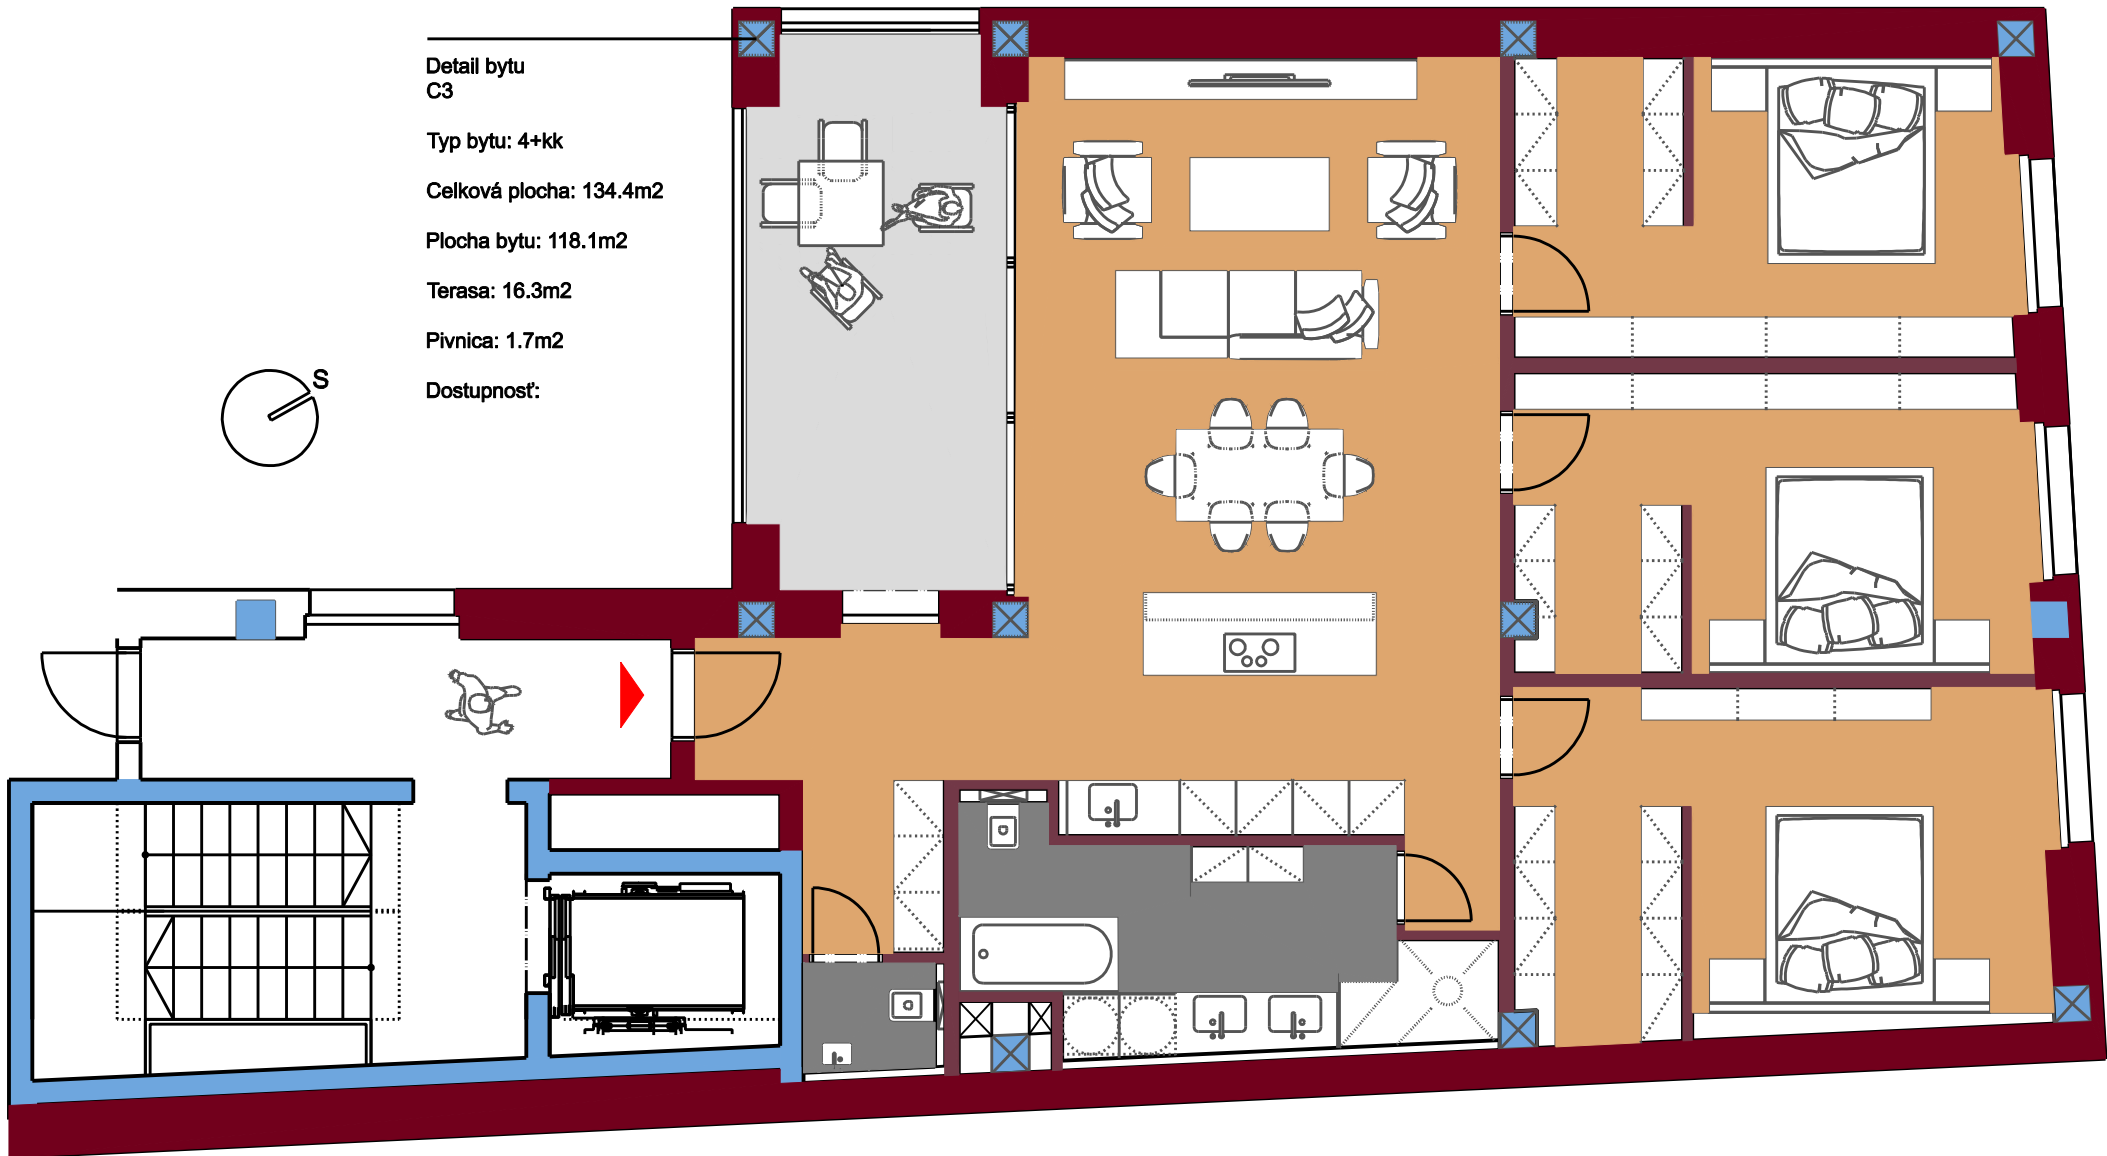 Detail bytu
C3
Typ bytu: 4+kk
Celková plocha: 134.4m2
Plocha bytu: 118.1m2
Terasa: 16.3m2
Pivnica: 1.7m2
Dostupnosť:
S